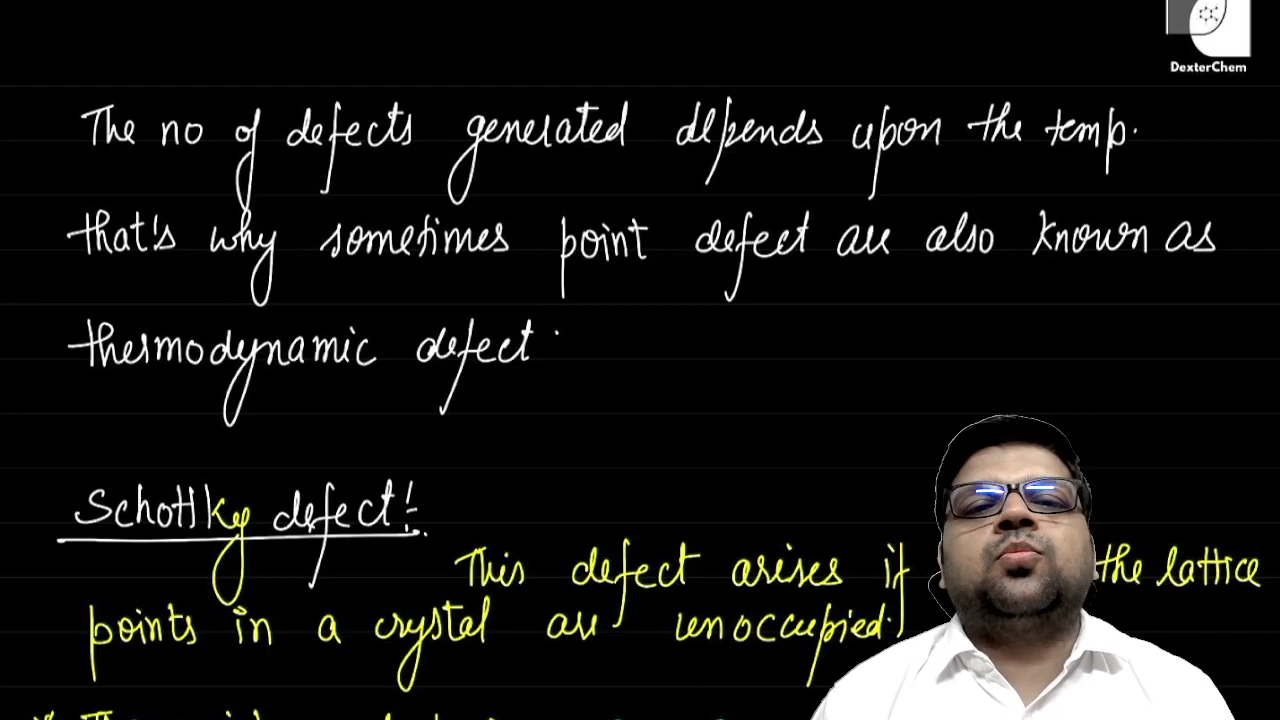 DexterChem
The no of defects generated depends upon the temp.
that's why sometimes point defect are also known as
thermodynamic defect.
Schottky defect:
This defect arises if the lattice
points in a crystal are unoccupied.